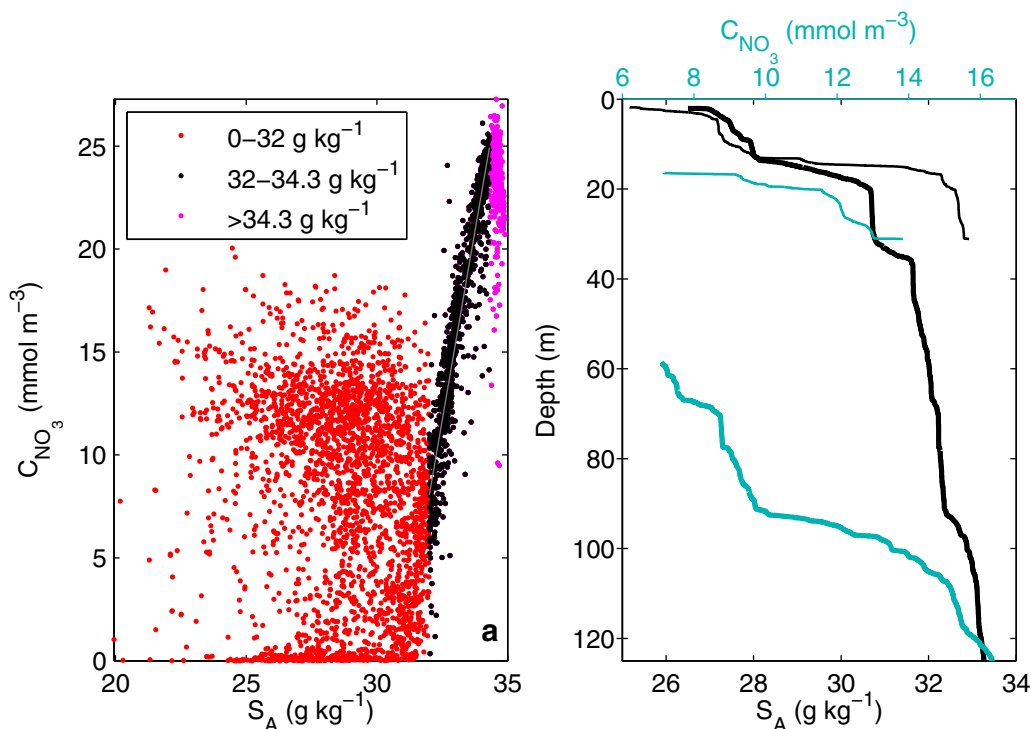 C_NO3 (mmol m⁻³)
25
20
15
10
5
0
0−32 g kg⁻¹
32−34.3 g kg⁻¹
>34.3 g kg⁻¹
a
20 25 30 35
S_A (g kg⁻¹)
C_NO3 (mmol m⁻³)
6 8 10 12 14 16
Depth (m)
0
20
40
60
80
100
120
26 28 30 32 34
S_A (g kg⁻¹)